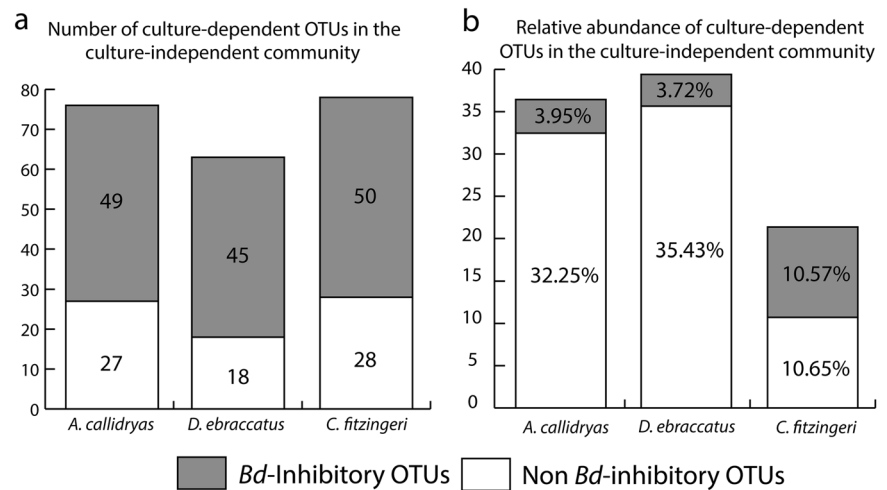 a
Number of culture-dependent OTUs in the
culture-independent community
80
70
60
50
40
30
20
10
0
49
27
45
18
50
28
A. callidryas
D. ebraccatus
C. fitzingeri
b
Relative abundance of culture-dependent
OTUs in the culture-independent community
40
35
30
25
20
15
10
5
0
3.95%
32.25%
3.72%
35.43%
10.57%
10.65%
A. callidryas
D. ebraccatus
C. fitzingeri
Bd-Inhibitory OTUs
Non Bd-inhibitory OTUs